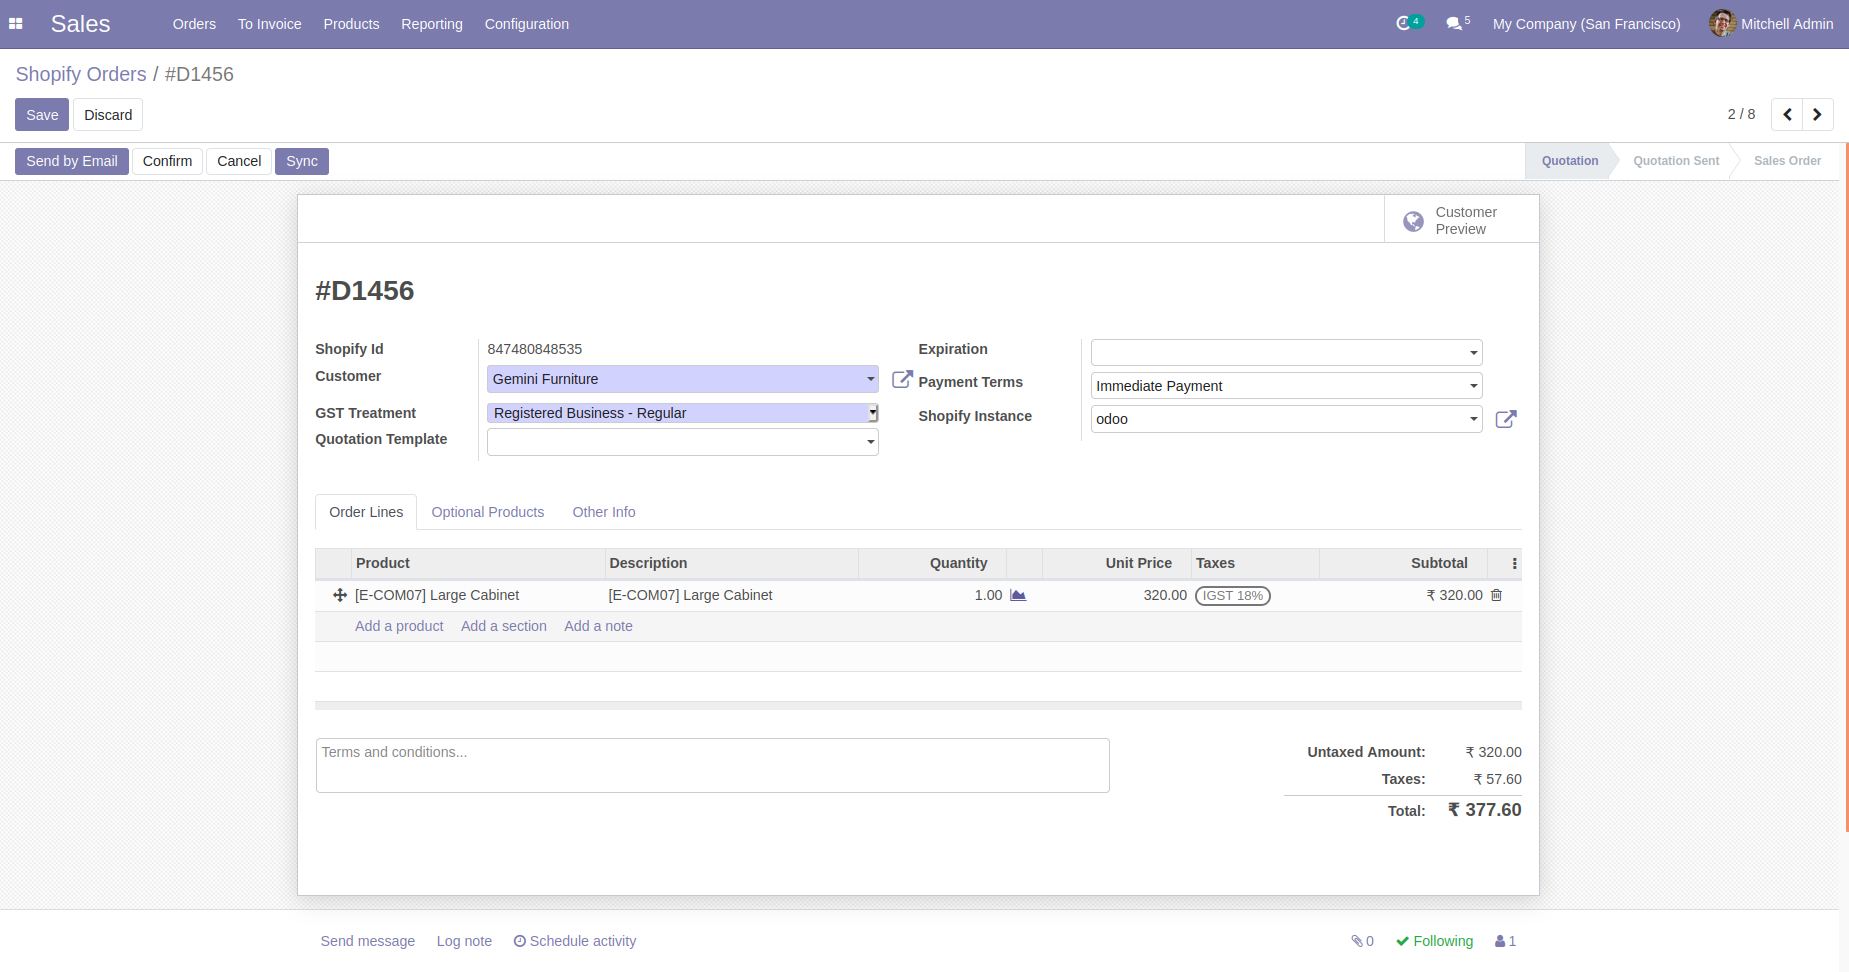 Sales Orders To Invoice Products Reporting Configuration 4 5 My Company (San Francisco) Mitchell Admin
Shopify Orders / #D1456
Save Discard 2 / 8
Send by Email Confirm Cancel Sync Quotation Quotation Sent Sales Order
Customer
Preview
#D1456
Shopify Id 847480848535
Customer Gemini Furniture
GST Treatment Registered Business - Regular
Quotation Template
Expiration
Payment Terms Immediate Payment
Shopify Instance odoo
Order Lines Optional Products Other Info
Product Description Quantity Unit Price Taxes Subtotal
[E-COM07] Large Cabinet [E-COM07] Large Cabinet 1.00 320.00 IGST 18% ₹ 320.00
Add a product Add a section Add a note
Terms and conditions...
Untaxed Amount: ₹ 320.00
Taxes: ₹ 57.60
Total: ₹ 377.60
Send message Log note Schedule activity 0 Following 1